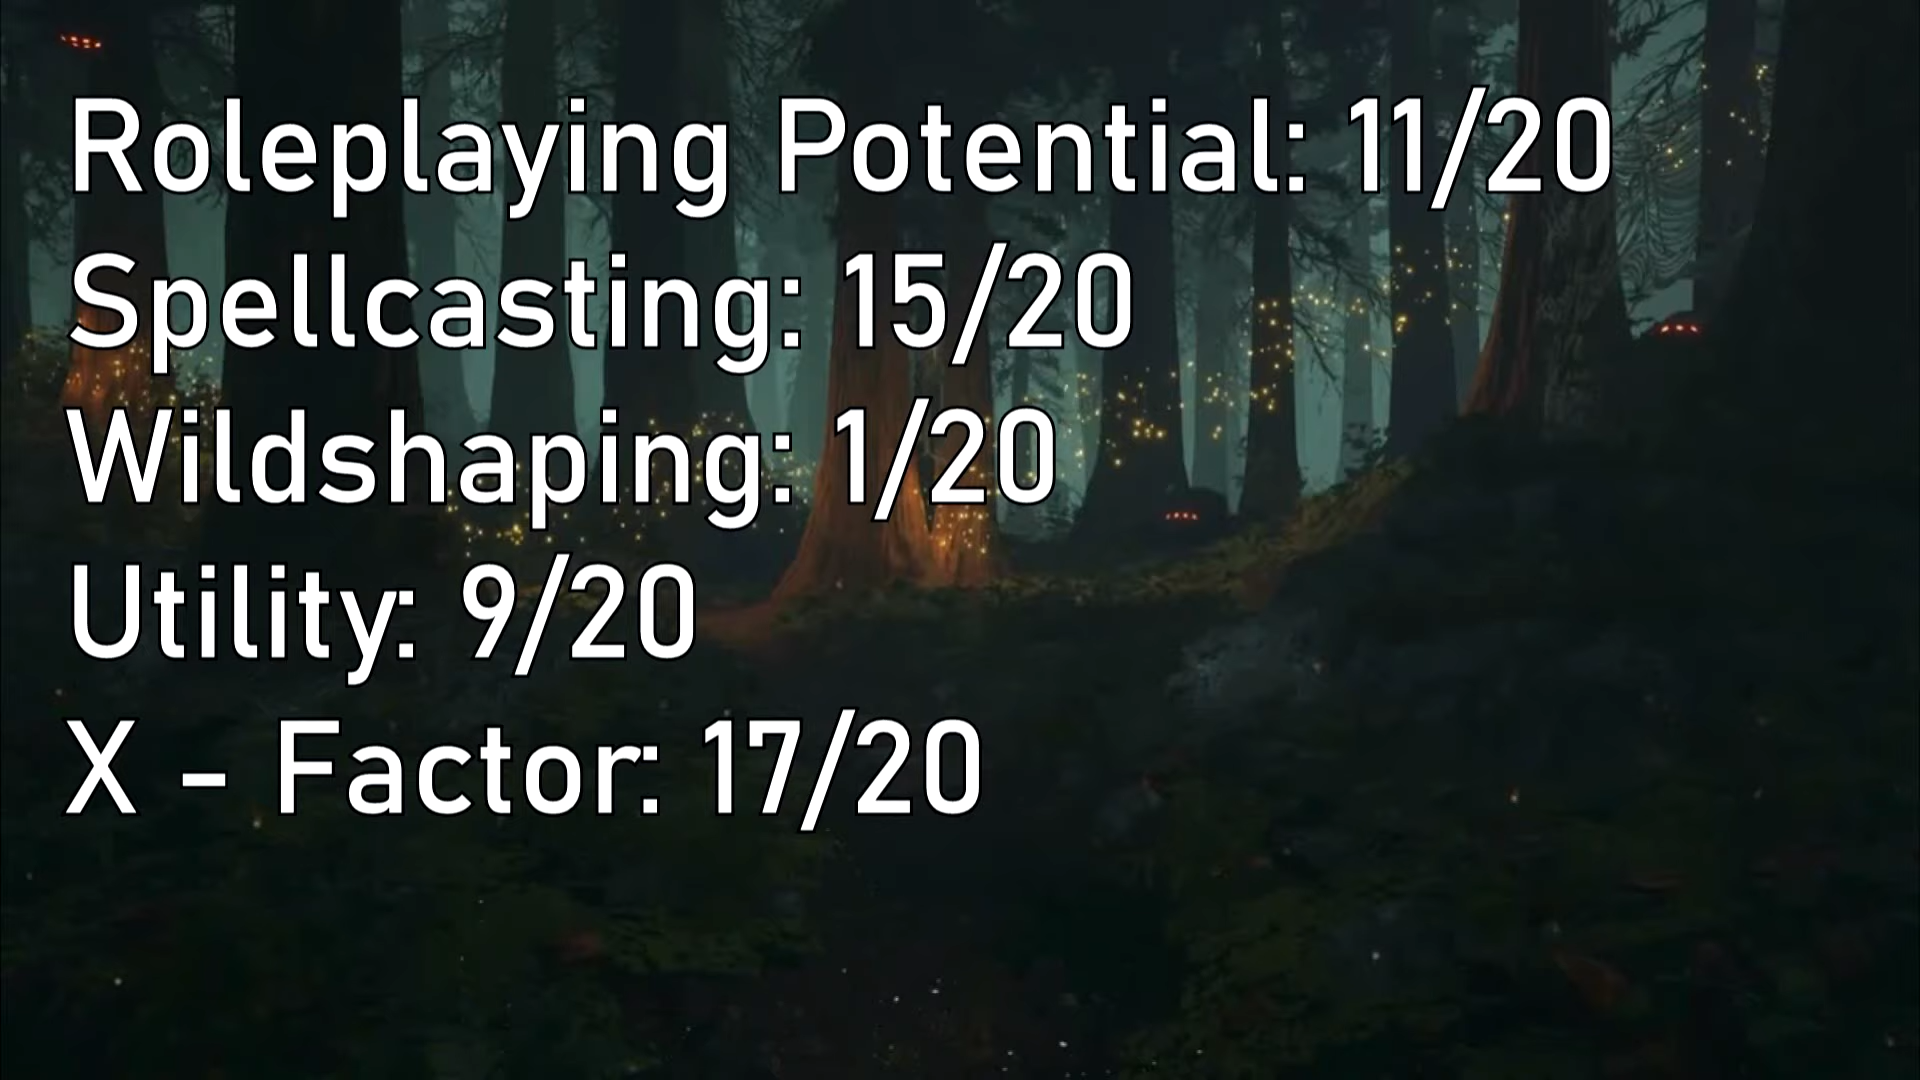 Roleplaying Potential: 11/20
Spellcasting: 15/20
Wildshaping: 1/20
Utility: 9/20
X - Factor: 17/20